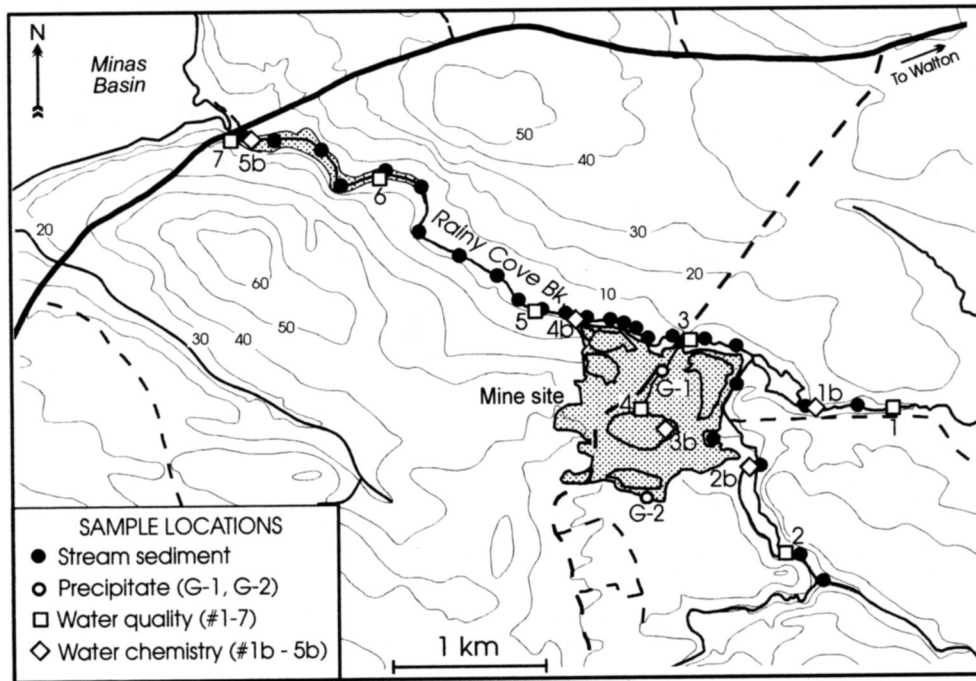 N
Minas
Basin
To Walton
50
40
7
5b
6
30
20
Rainy Cove Bk
20
60
10
5
4b
3
50
40
30
Mine site
G-1
1b
4
1
3b
2b
G-2
2
SAMPLE LOCATIONS
Stream sediment
Precipitate (G-1, G-2)
Water quality (#1-7)
Water chemistry (#1b - 5b)
1 km